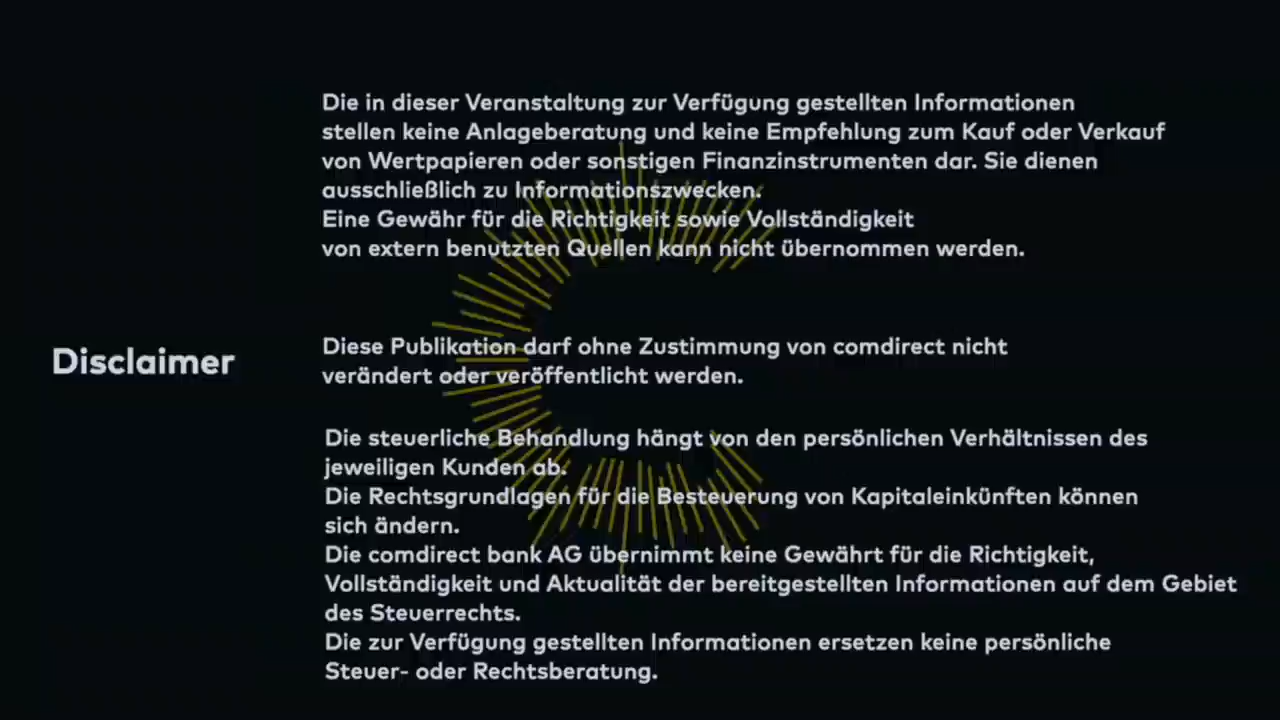 Die in dieser Veranstaltung zur Verfügung gestellten Informationen
stellen keine Anlageberatung und keine Empfehlung zum Kauf oder Verkauf
von Wertpapieren oder sonstigen Finanzinstrumenten dar. Sie dienen
ausschließlich zu Informationszwecken.
Eine Gewähr für die Richtigkeit sowie Vollständigkeit
von extern benutzten Quellen kann nicht übernommen werden.
Disclaimer
Diese Publikation darf ohne Zustimmung von comdirect nicht
verändert oder veröffentlicht werden.
Die steuerliche Behandlung hängt von den persönlichen Verhältnissen des
jeweiligen Kunden ab.
Die Rechtsgrundlagen für die Besteuerung von Kapitaleinkünften können
sich ändern.
Die comdirect bank AG übernimmt keine Gewährt für die Richtigkeit,
Vollständigkeit und Aktualität der bereitgestellten Informationen auf dem Gebiet
des Steuerrechts.
Die zur Verfügung gestellten Informationen ersetzen keine persönliche
Steuer- oder Rechtsberatung.